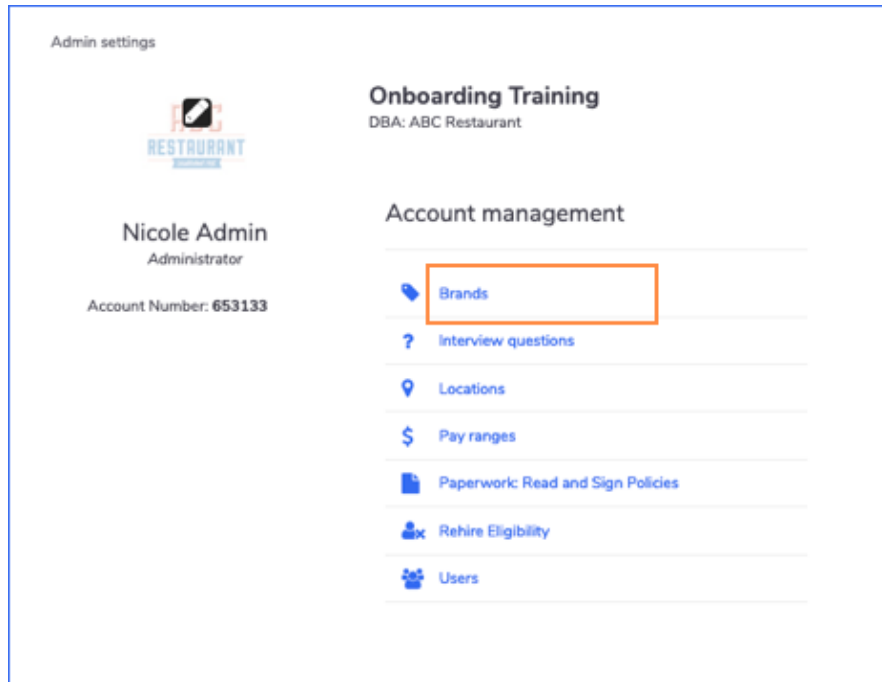 Admin settings
Onboarding Training
DBA: ABC Restaurant
RESTAURANT
Nicole Admin
Administrator
Account Number: 653133
Account management
Brands
Interview questions
Locations
Pay ranges
Paperwork: Read and Sign Policies
Rehire Eligibility
Users